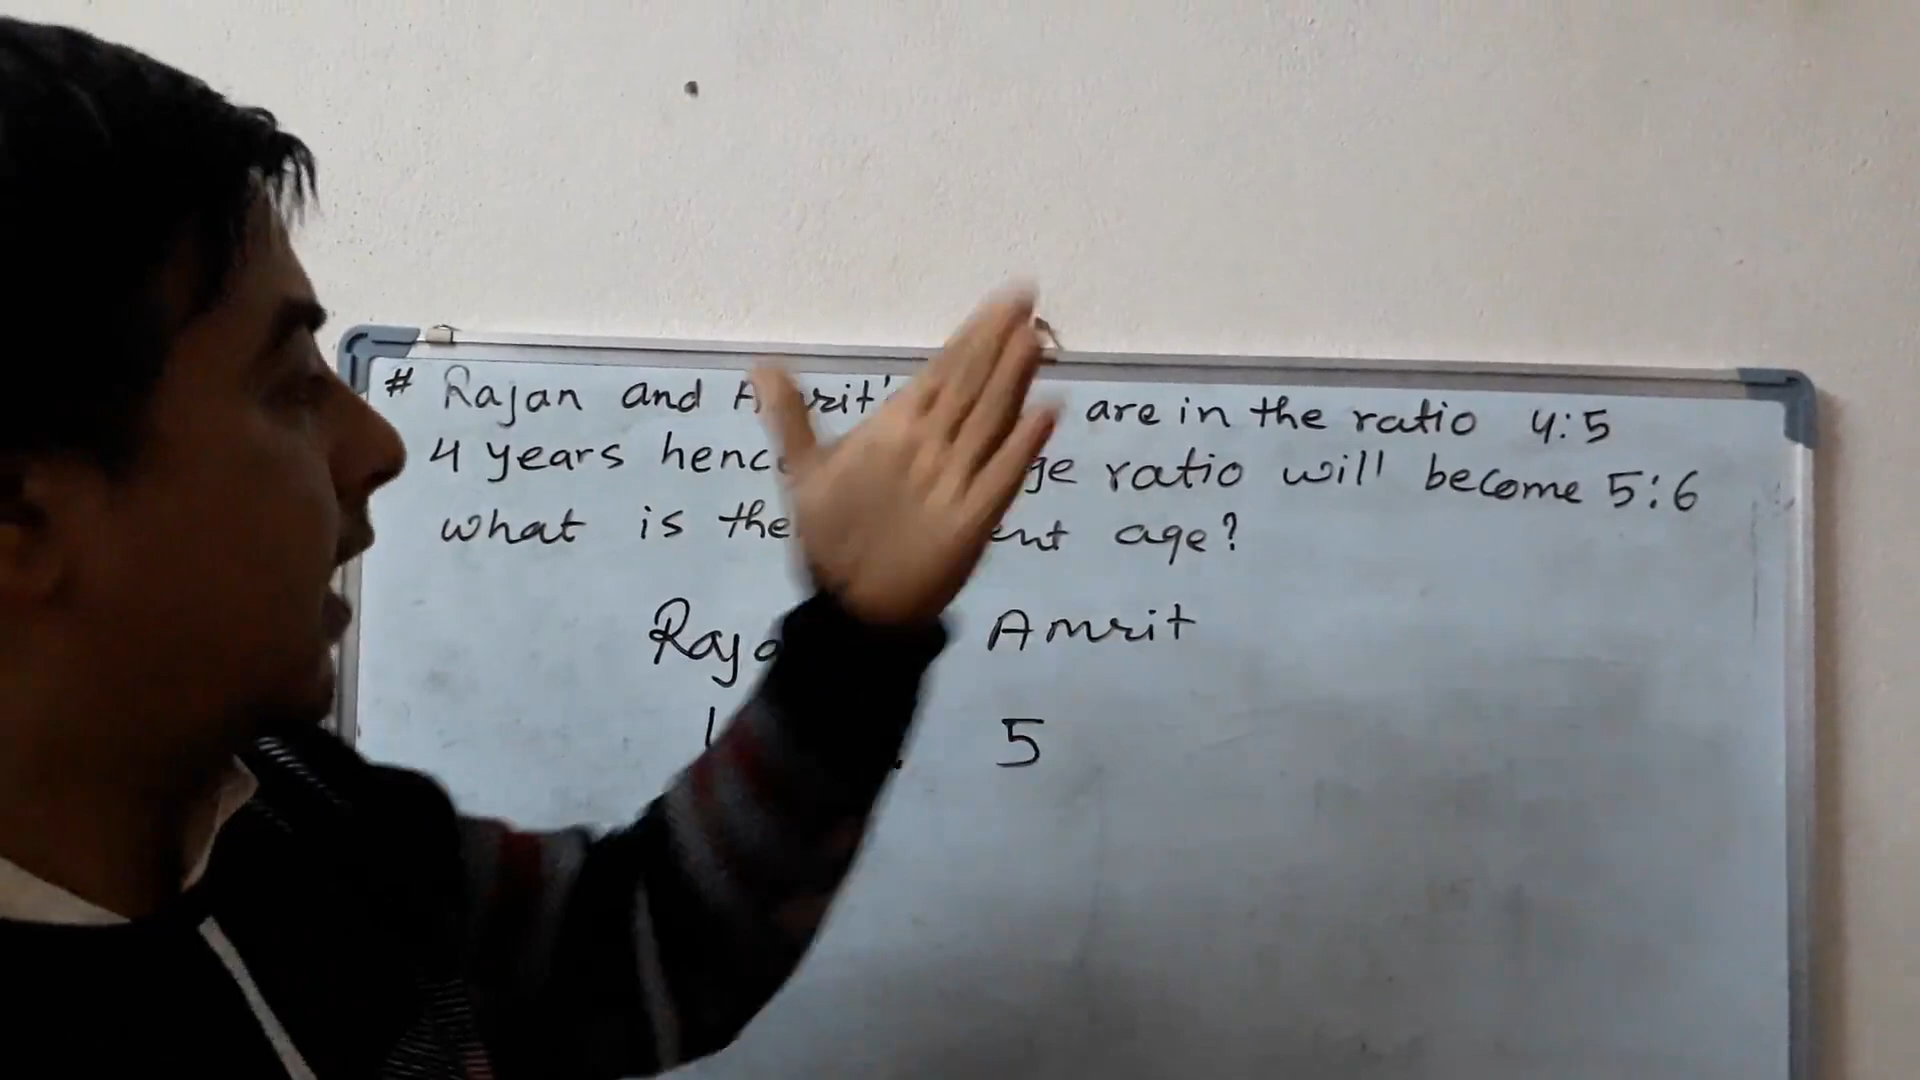 # Rajan and are in the ratio 4:5
4 years ratio will become 5:6
what is age?
Amrit
5